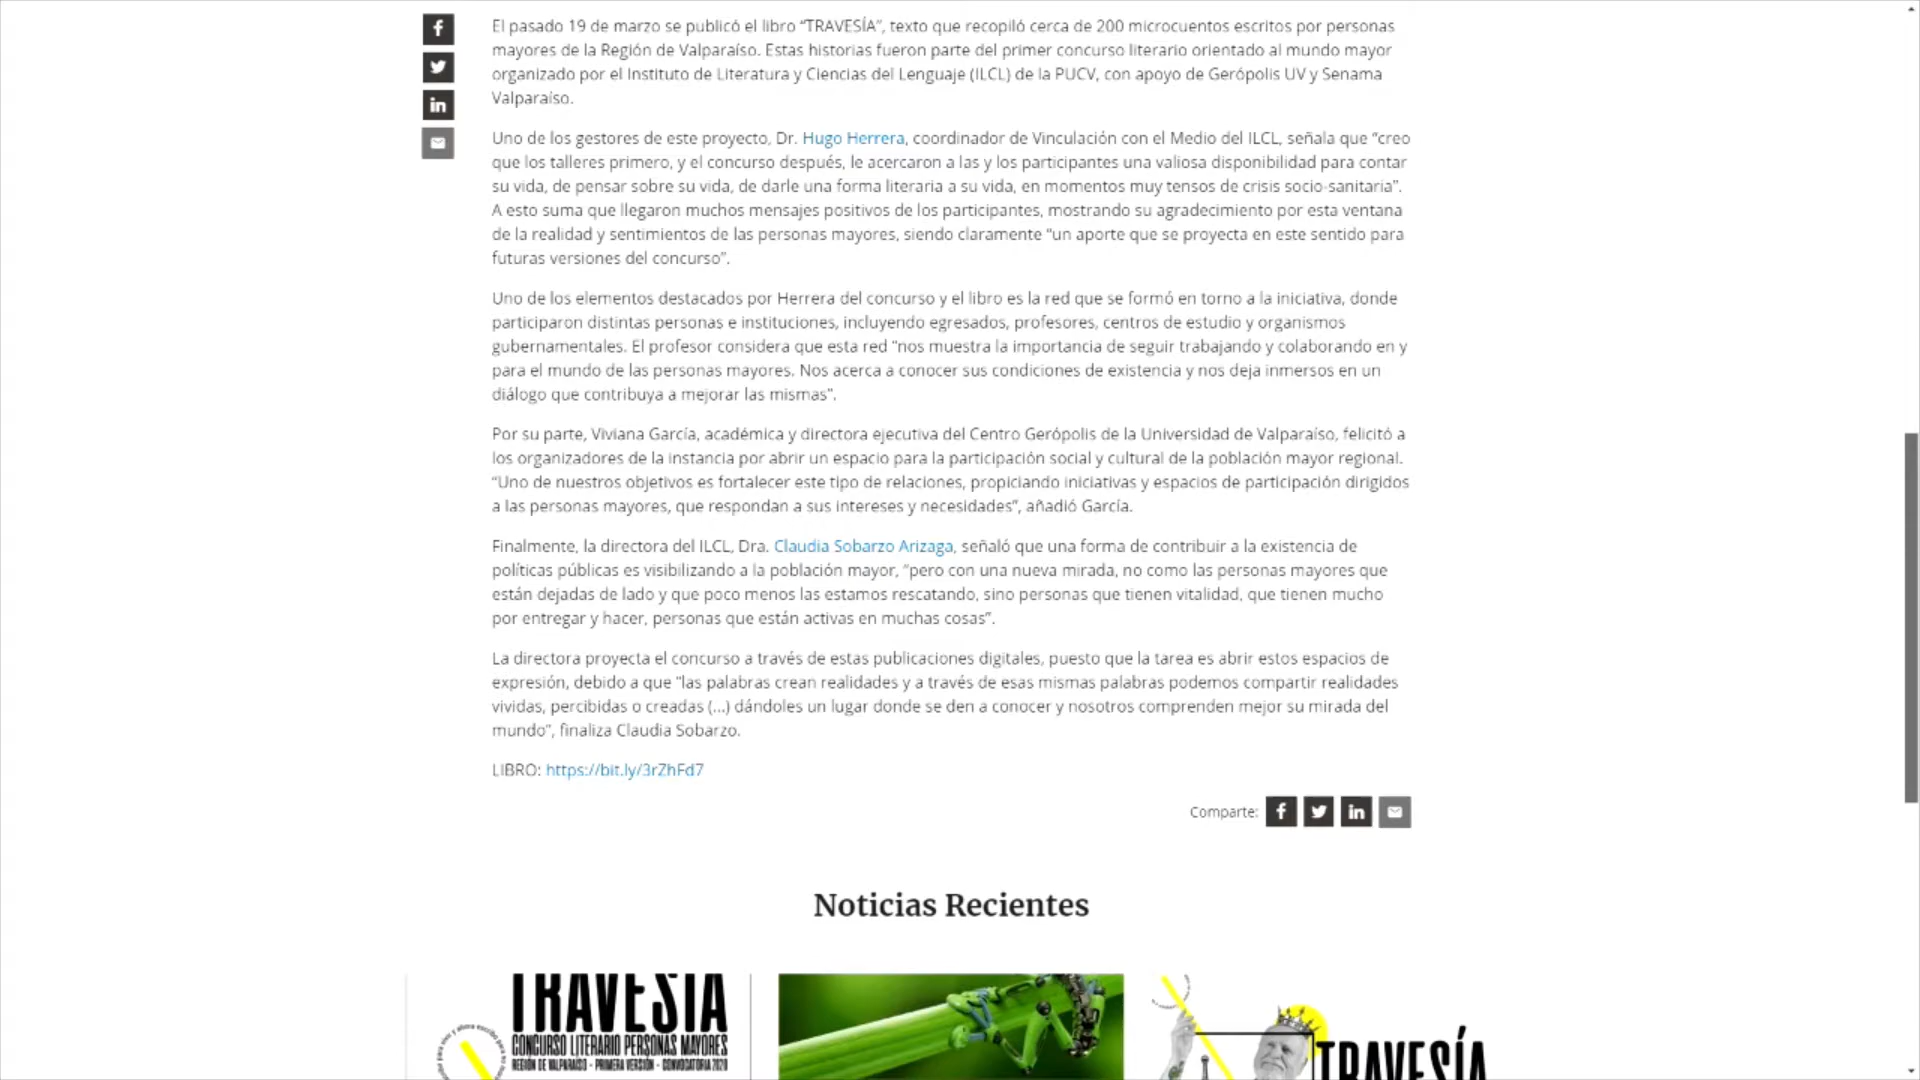 El pasado 19 de marzo se publicó el libro “TRAVESÍA”, texto que recopiló cerca de 200 microcuentos escritos por personas
mayores de la Región de Valparaíso. Estas historias fueron parte del primer concurso literario orientado al mundo mayor
organizado por el Instituto de Literatura y Ciencias del Lenguaje (ILCL) de la PUCV, con apoyo de Gerópolis UV y Senama
Valparaíso.
Uno de los gestores de este proyecto, Dr. Hugo Herrera, coordinador de Vinculación con el Medio del ILCL, señala que “creo
que los talleres primero, y el concurso después, le acercaron a las y los participantes una valiosa disponibilidad para contar
su vida, de pensar sobre su vida, de darle una forma literaria a su vida, en momentos muy tensos de crisis socio-sanitaria”.
A esto suma que llegaron muchos mensajes positivos de los participantes, mostrando su agradecimiento por esta ventana
de la realidad y sentimientos de las personas mayores, siendo claramente “un aporte que se proyecta en este sentido para
futuras versiones del concurso”.
Uno de los elementos destacados por Herrera del concurso y el libro es la red que se formó en torno a la iniciativa, donde
participaron distintas personas e instituciones, incluyendo egresados, profesores, centros de estudio y organismos
gubernamentales. El profesor considera que esta red “nos muestra la importancia de seguir trabajando y colaborando en y
para el mundo de las personas mayores. Nos acerca a conocer sus condiciones de existencia y nos deja inmersos en un
diálogo que contribuya a mejorar las mismas”.
Por su parte, Viviana García, académica y directora ejecutiva del Centro Gerópolis de la Universidad de Valparaíso, felicitó a
los organizadores de la instancia por abrir un espacio para la participación social y cultural de la población mayor regional.
“Uno de nuestros objetivos es fortalecer este tipo de relaciones, propiciando iniciativas y espacios de participación dirigidos
a las personas mayores, que respondan a sus intereses y necesidades”, añadió García.
Finalmente, la directora del ILCL, Dra. Claudia Sobarzo Arizaga, señaló que una forma de contribuir a la existencia de
políticas públicas es visibilizando a la población mayor, “pero con una nueva mirada, no como las personas mayores que
están dejadas de lado y que poco menos las estamos rescatando, sino personas que tienen vitalidad, que tienen mucho
por entregar y hacer, personas que están activas en muchas cosas”.
La directora proyecta el concurso a través de estas publicaciones digitales, puesto que la tarea es abrir estos espacios de
expresión, debido a que “las palabras crean realidades y a través de esas mismas palabras podemos compartir realidades
vividas, percibidas o creadas (...) dándoles un lugar donde se den a conocer y nosotros comprenden mejor su mirada del
mundo”, finaliza Claudia Sobarzo.
LIBRO: https://bit.ly/3rZhFd7
Comparte:
Noticias Recientes
TRAVESÍA
CONCURSO LITERARIO PERSONAS MAYORES
REGIÓN DE VALPARAÍSO - PRIMERA VERSIÓN - CONVOCATORIA 2020
TRAVESÍA